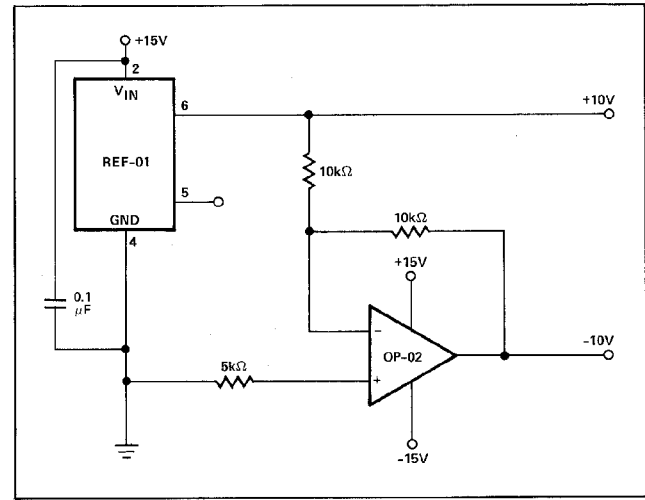 +15V
2
V_IN
6
+10V
REF-01
10kΩ
5
GND
10kΩ
4
+15V
0.1
μF
−
−10V
OP-02
5kΩ
+
−15V